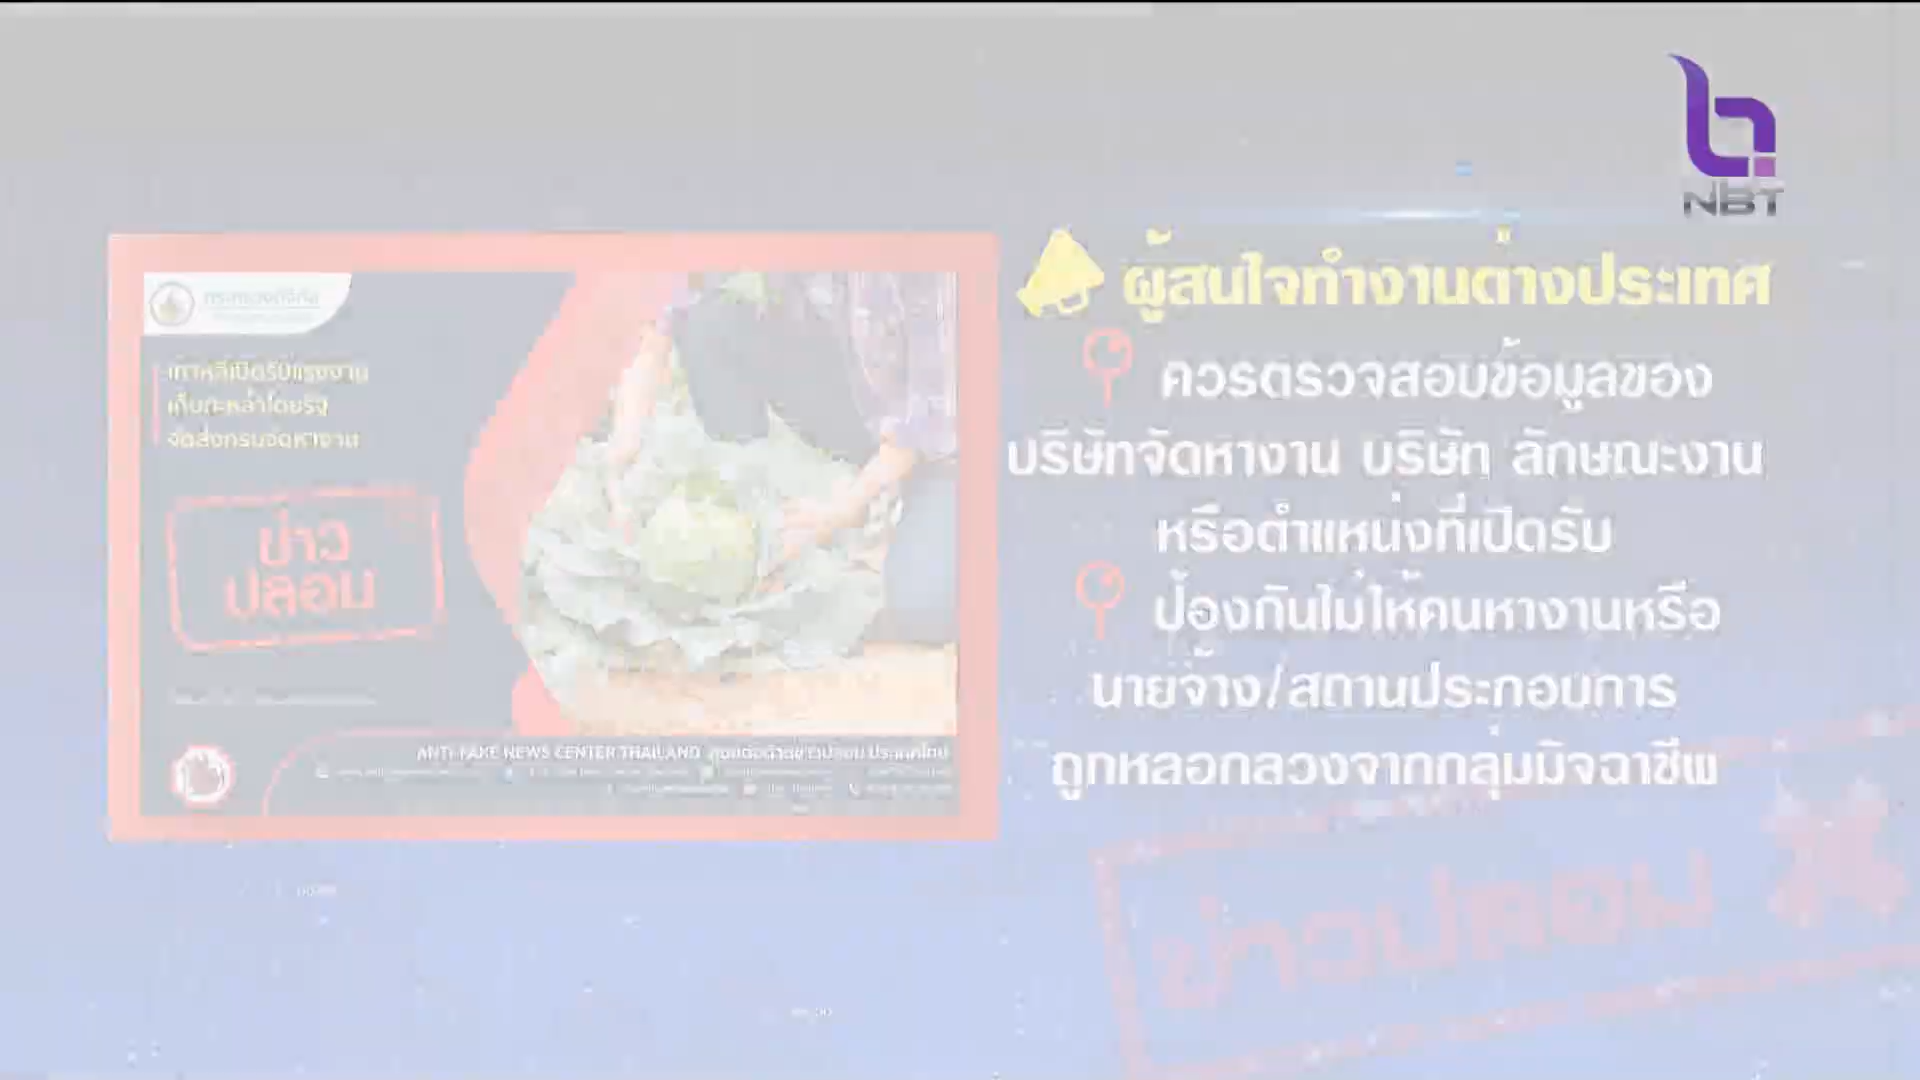 NBT
ผู้สนใจทำงานต่างประเทศ
ควรตรวจสอบข้อมูลของ
บริษัทจัดหางาน บริษัท ลักษณะงาน
หรือตำแหน่งที่เปิดรับ
ป้องกันไม่ให้คนหางานหรือ
นายจ้าง/สถานประกอบการ
ถูกหลอกลวงจากกลุ่มมิจฉาชีพ
กระทรวงดิจิทัล
เกาหลีเปิดรับแรงงาน
เก็บกะหล่ำโดยรัฐ
จัดส่งกรมจัดหางาน
ข่าว
ปลอม
ANTI-FAKE NEWS CENTER THAILAND ศูนย์ต่อต้านข่าวปลอม ประเทศไทย
ข่าวปลอม